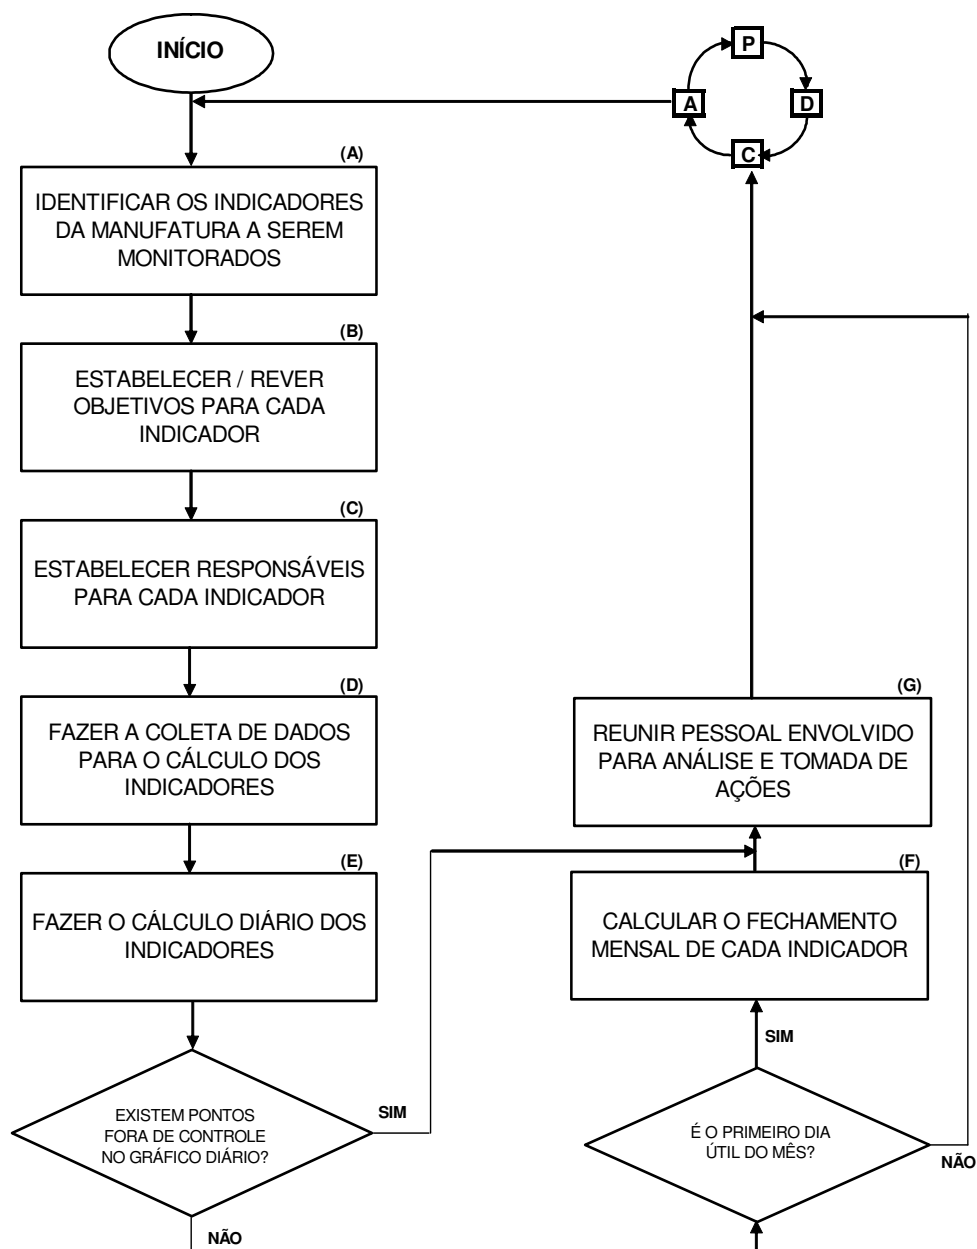 INÍCIO
P
A
D
C
(A)
IDENTIFICAR OS INDICADORES
DA MANUFATURA A SEREM
MONITORADOS
(B)
ESTABELECER / REVER
OBJETIVOS PARA CADA
INDICADOR
(C)
ESTABELECER RESPONSÁVEIS
PARA CADA INDICADOR
(D)
FAZER A COLETA DE DADOS
PARA O CÁLCULO DOS
INDICADORES
(E)
FAZER O CÁLCULO DIÁRIO DOS
INDICADORES
EXISTEM PONTOS
FORA DE CONTROLE
NO GRÁFICO DIÁRIO?
SIM
NÃO
(G)
REUNIR PESSOAL ENVOLVIDO
PARA ANÁLISE E TOMADA DE
AÇÕES
(F)
CALCULAR O FECHAMENTO
MENSAL DE CADA INDICADOR
SIM
É O PRIMEIRO DIA
ÚTIL DO MÊS?
NÃO